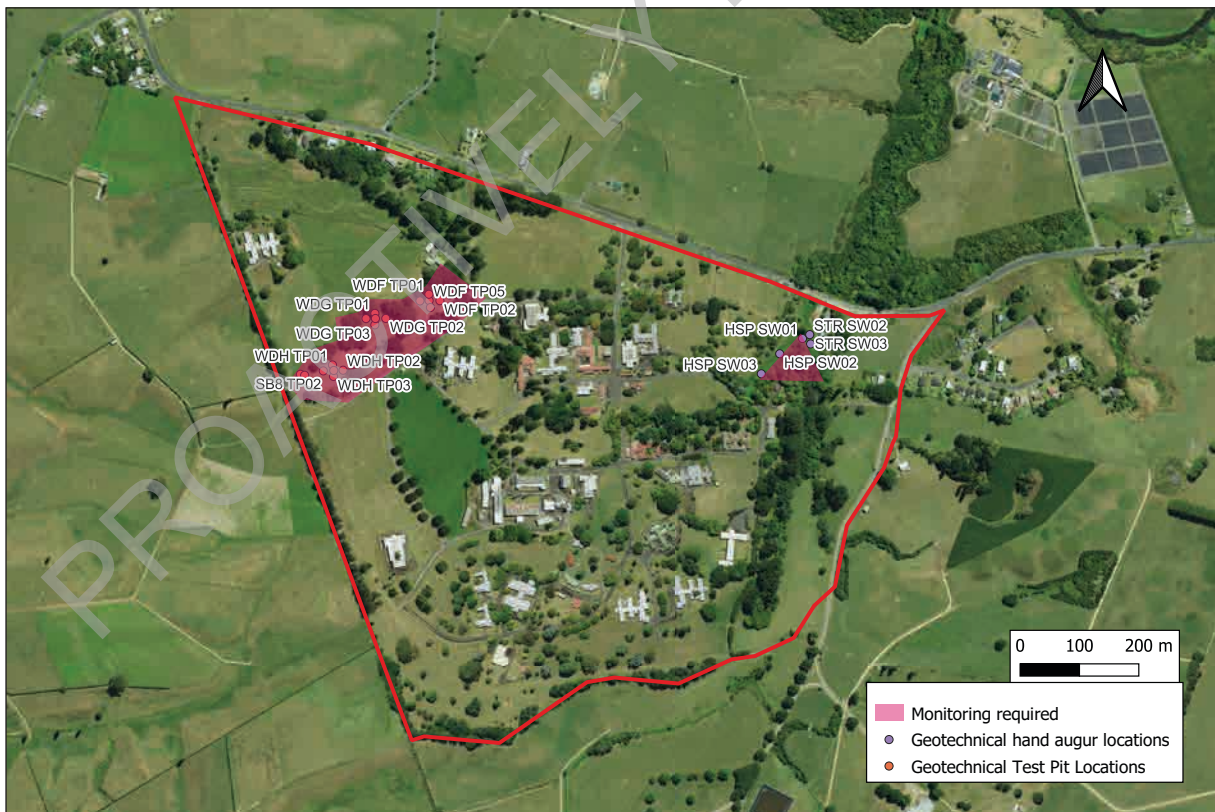 PROACTIVELY
WDF TP01
WDF TP05
WDG TP01
WDF TP02
WDG TP03
WDG TP02
WDH TP01
WDH TP02
SB8 TP02
WDH TP03
HSP SW01
STR SW02
STR SW03
HSP SW03
HSP SW02
0 100 200 m
Monitoring required
Geotechnical hand augur locations
Geotechnical Test Pit Locations